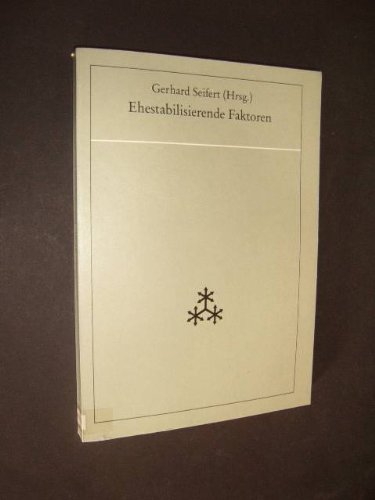 Gerhard Seifert (Hrsg.)
Ehestabilisierende Faktoren